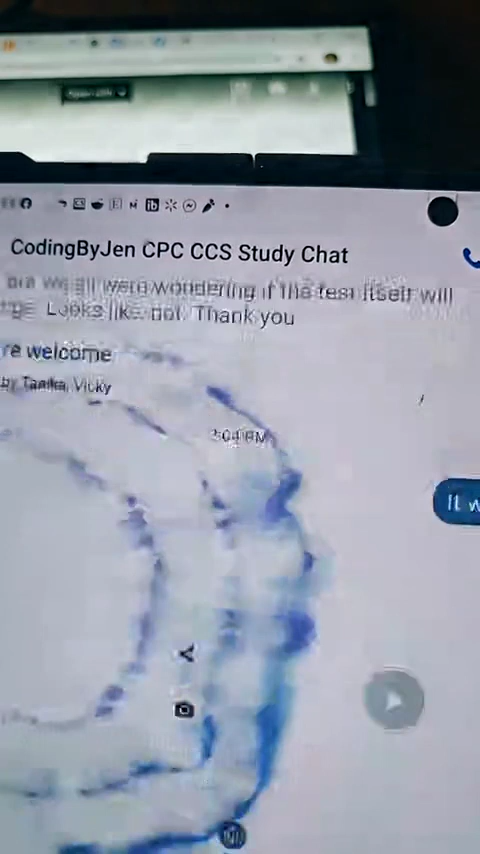 CodingByJen CPC CCS Study Chat
we all were wondering if the test itself will
Looks like not. Thank you
re welcome
by Tanika, Vicky
:04 PM
It w